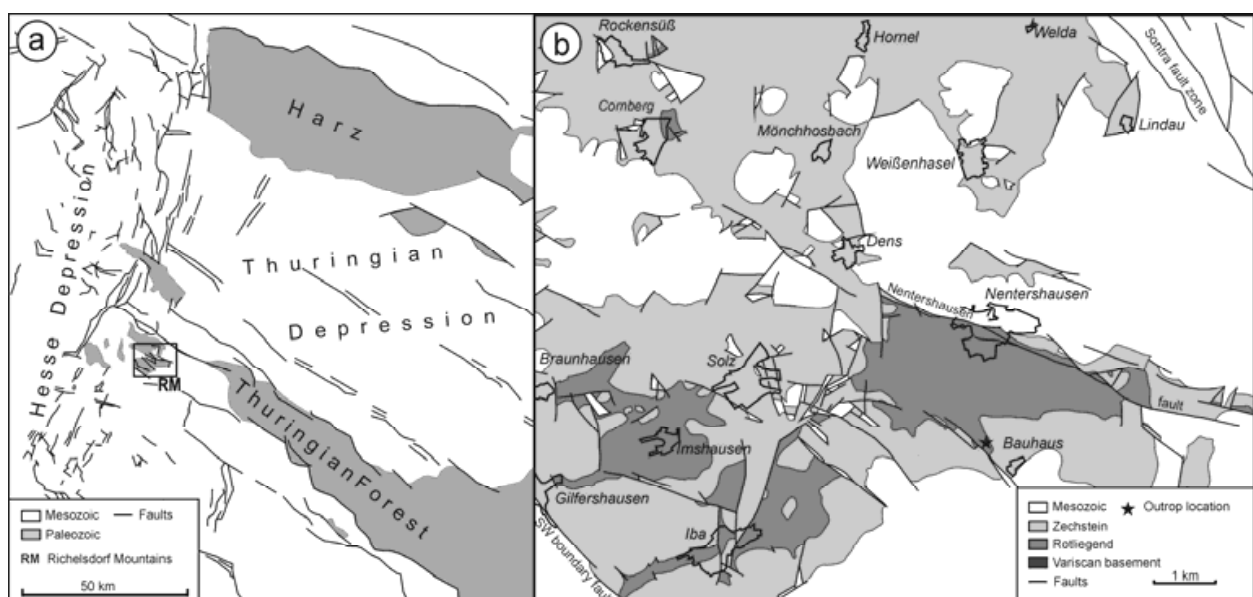 a
Harz
Hesse Depression
Thuringian
Depression
RM
Thuringian Forest
Mesozoic
Faults
Paleozoic
RM Richelsdorf Mountains
50 km
b
Rockensüß
Hornel
Welda
Sontra fault zone
Cornberg
Mönchhosbach
Lindau
Weißenhasel
Dens
Nentershausen
Nentershausen
fault
Braunhausen
Solz
Imshausen
Bauhaus
Gilfershausen
Iba
SW boundary fault
Mesozoic
Outrop location
Zechstein
Rotliegend
Variscan basement
Faults
1 km